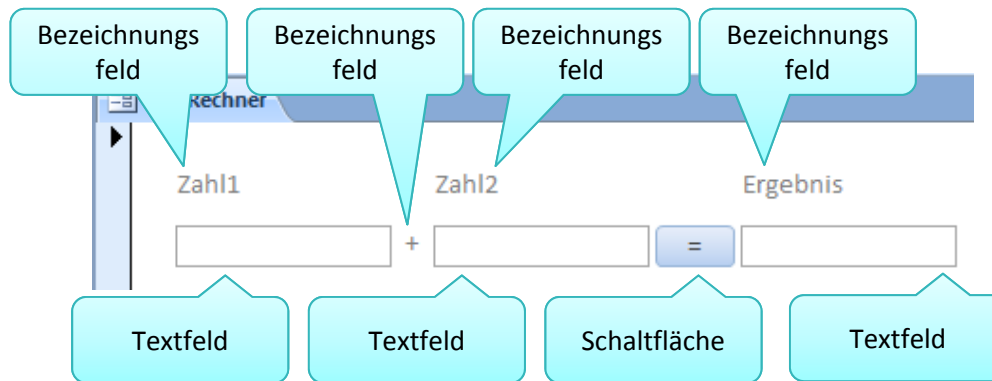 Bezeichnungs
feld
Bezeichnungs
feld
Bezeichnungs
feld
Bezeichnungs
feld
Rechner
Zahl1
Zahl2
Ergebnis
+
=
Textfeld
Textfeld
Schaltfläche
Textfeld